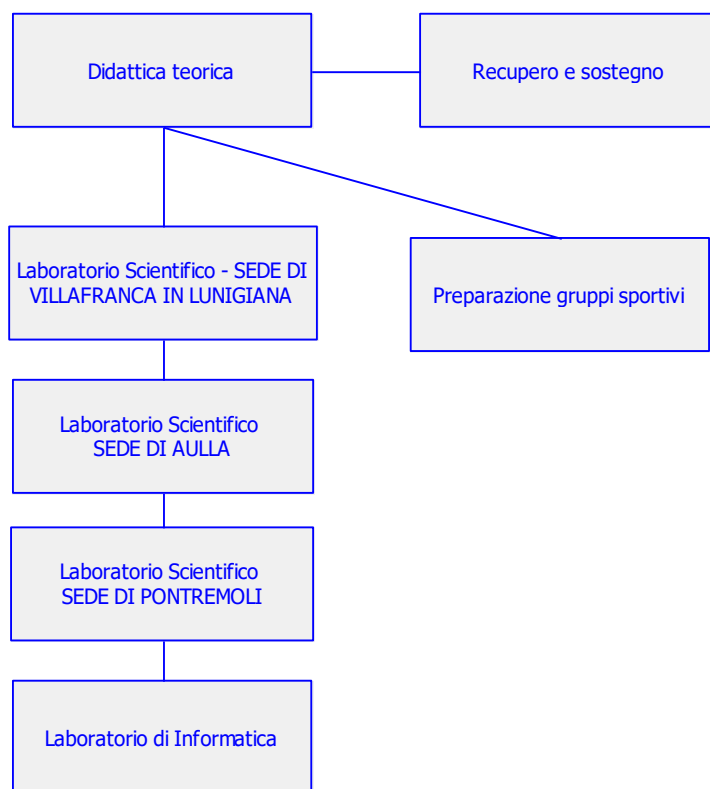 Didattica teorica
Recupero e sostegno
Laboratorio Scientifico - SEDE DI
VILLAFRANCA IN LUNIGIANA
Preparazione gruppi sportivi
Laboratorio Scientifico
SEDE DI AULLA
Laboratorio Scientifico
SEDE DI PONTREMOLI
Laboratorio di Informatica